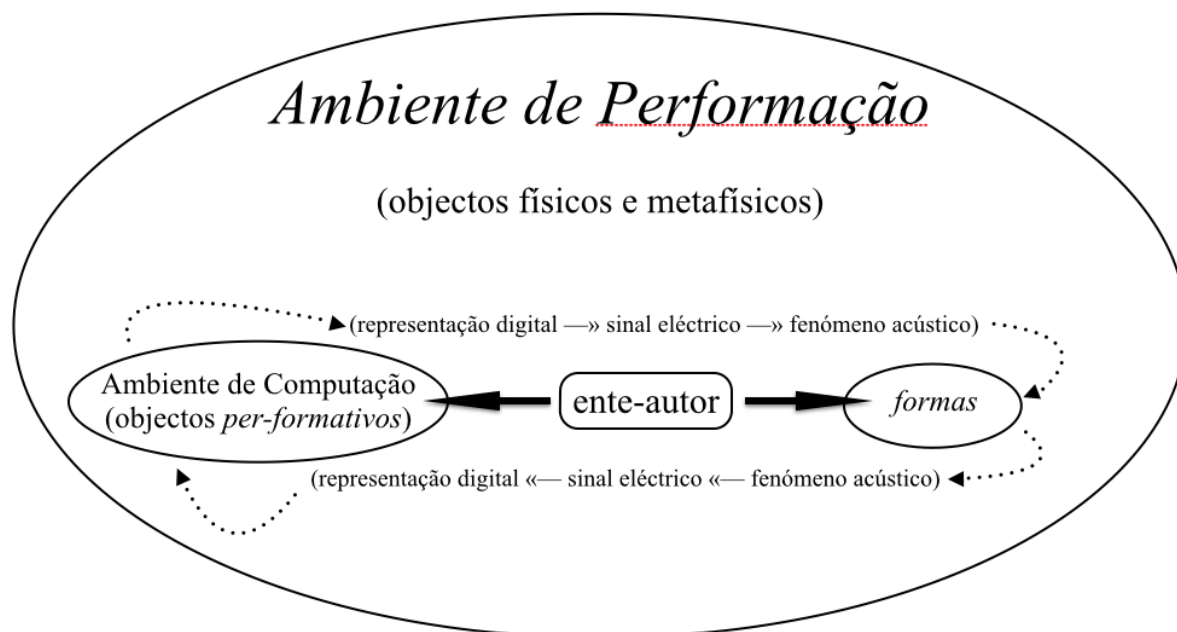 Ambiente de Performação
(objectos físicos e metafísicos)
(representação digital —» sinal eléctrico —» fenómeno acústico)
Ambiente de Computação
(objectos per-formativos)
ente-autor
formas
(representação digital «— sinal eléctrico «— fenómeno acústico)